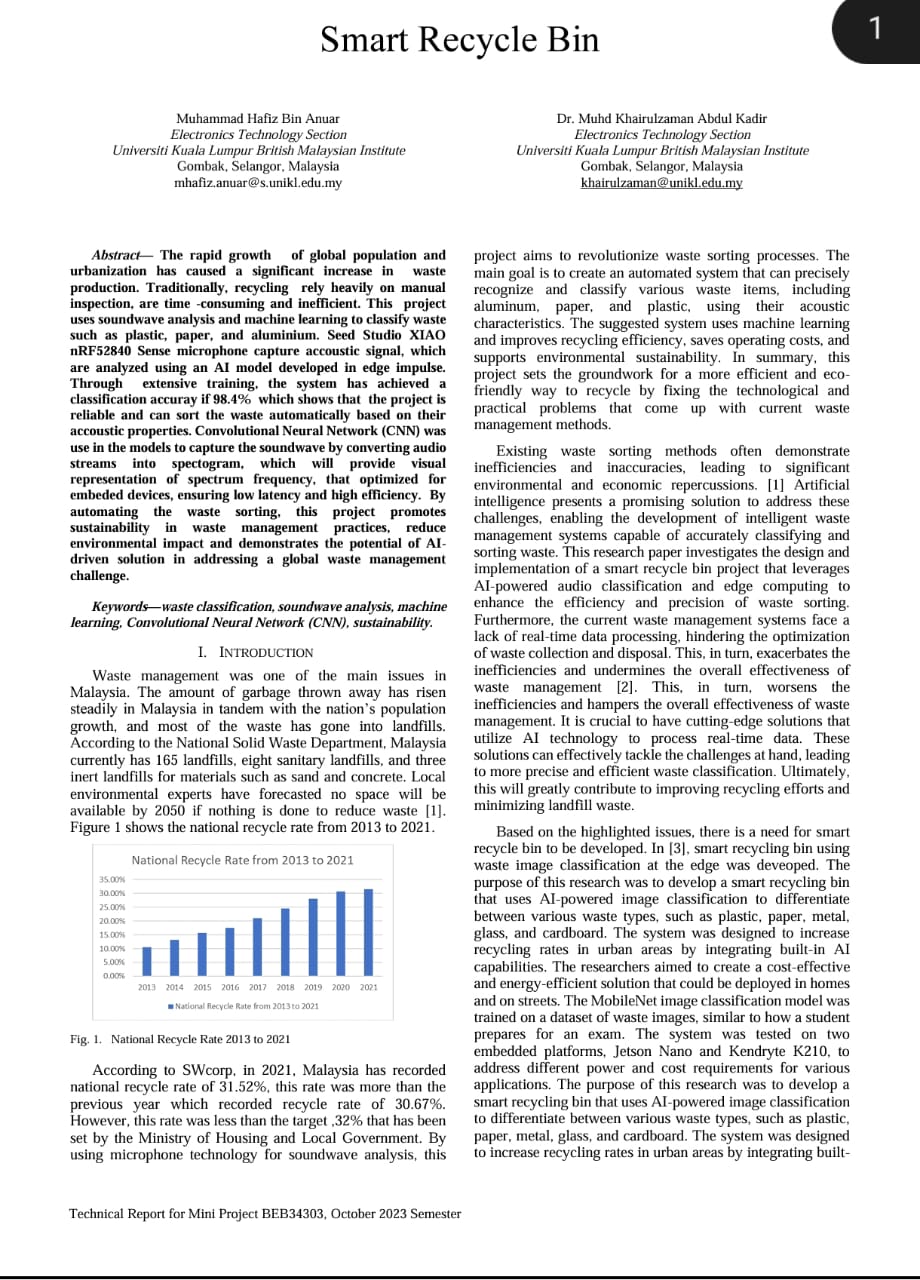 Smart Recycle Bin
1
Muhammad Hafiz Bin Anuar
Electronics Technology Section
Universiti Kuala Lumpur British Malaysian Institute
Gombak, Selangor, Malaysia
mhafiz.anuar@s.unikl.edu.my
Dr. Muhd Khairulzaman Abdul Kadir
Electronics Technology Section
Universiti Kuala Lumpur British Malaysian Institute
Gombak, Selangor, Malaysia
khairulzaman@unikl.edu.my
Abstract— The rapid growth of global population and
urbanization has caused a significant increase in waste
production. Traditionally, recycling rely heavily on manual
inspection, are time -consuming and inefficient. This project
uses soundwave analysis and machine learning to classify waste
such as plastic, paper, and aluminium. Seed Studio XIAO
nRF52840 Sense microphone capture accoustic signal, which
are analyzed using an AI model developed in edge impulse.
Through extensive training, the system has achieved a
classification accuray if 98.4% which shows that the project is
reliable and can sort the waste automatically based on their
accoustic properties. Convolutional Neural Network (CNN) was
use in the models to capture the soundwave by converting audio
streams into spectogram, which will provide visual
representation of spectrum frequency, that optimized for
embeded devices, ensuring low latency and high efficiency. By
automating the waste sorting, this project promotes
sustainability in waste management practices, reduce
environmental impact and demonstrates the potential of AI-
driven solution in addressing a global waste management
challenge.
Keywords—waste classification, soundwave analysis, machine
learning, Convolutional Neural Network (CNN), sustainability.
I. INTRODUCTION
Waste management was one of the main issues in
Malaysia. The amount of garbage thrown away has risen
steadily in Malaysia in tandem with the nation's population
growth, and most of the waste has gone into landfills.
According to the National Solid Waste Department, Malaysia
currently has 165 landfills, eight sanitary landfills, and three
inert landfills for materials such as sand and concrete. Local
environmental experts have forecasted no space will be
available by 2050 if nothing is done to reduce waste [1].
Figure 1 shows the national recycle rate from 2013 to 2021.
National Recycle Rate from 2013 to 2021
35.00%
30.00%
25.00%
20.00%
15.00%
10.00%
5.00%
0.00%
2013 2014 2015 2016 2017 2018 2019 2020 2021
National Recycle Rate from 2013 to 2021
Fig. 1. National Recycle Rate 2013 to 2021
According to SWcorp, in 2021, Malaysia has recorded
national recycle rate of 31.52%, this rate was more than the
previous year which recorded recycle rate of 30.67%.
However, this rate was less than the target ,32% that has been
set by the Ministry of Housing and Local Government. By
using microphone technology for soundwave analysis, this
project aims to revolutionize waste sorting processes. The
main goal is to create an automated system that can precisely
recognize and classify various waste items, including
aluminum, paper, and plastic, using their acoustic
characteristics. The suggested system uses machine learning
and improves recycling efficiency, saves operating costs, and
supports environmental sustainability. In summary, this
project sets the groundwork for a more efficient and eco-
friendly way to recycle by fixing the technological and
practical problems that come up with current waste
management methods.
Existing waste sorting methods often demonstrate
inefficiencies and inaccuracies, leading to significant
environmental and economic repercussions. [1] Artificial
intelligence presents a promising solution to address these
challenges, enabling the development of intelligent waste
management systems capable of accurately classifying and
sorting waste. This research paper investigates the design and
implementation of a smart recycle bin project that leverages
AI-powered audio classification and edge computing to
enhance the efficiency and precision of waste sorting.
Furthermore, the current waste management systems face a
lack of real-time data processing, hindering the optimization
of waste collection and disposal. This, in turn, exacerbates the
inefficiencies and undermines the overall effectiveness of
waste management [2]. This, in turn, worsens the
inefficiencies and hampers the overall effectiveness of waste
management. It is crucial to have cutting-edge solutions that
utilize AI technology to process real-time data. These
solutions can effectively tackle the challenges at hand, leading
to more precise and efficient waste classification. Ultimately,
this will greatly contribute to improving recycling efforts and
minimizing landfill waste.
Based on the highlighted issues, there is a need for smart
recycle bin to be developed. In [3], smart recycling bin using
waste image classification at the edge was deveoped. The
purpose of this research was to develop a smart recycling bin
that uses AI-powered image classification to differentiate
between various waste types, such as plastic, paper, metal,
glass, and cardboard. The system was designed to increase
recycling rates in urban areas by integrating built-in AI
capabilities. The researchers aimed to create a cost-effective
and energy-efficient solution that could be deployed in homes
and on streets. The MobileNet image classification model was
trained on a dataset of waste images, similar to how a student
prepares for an exam. The system was tested on two
embedded platforms, Jetson Nano and Kendryte K210, to
address different power and cost requirements for various
applications. The purpose of this research was to develop a
smart recycling bin that uses AI-powered image classification
to differentiate between various waste types, such as plastic,
paper, metal, glass, and cardboard. The system was designed
to increase recycling rates in urban areas by integrating built-
Technical Report for Mini Project BEB34303, October 2023 Semester